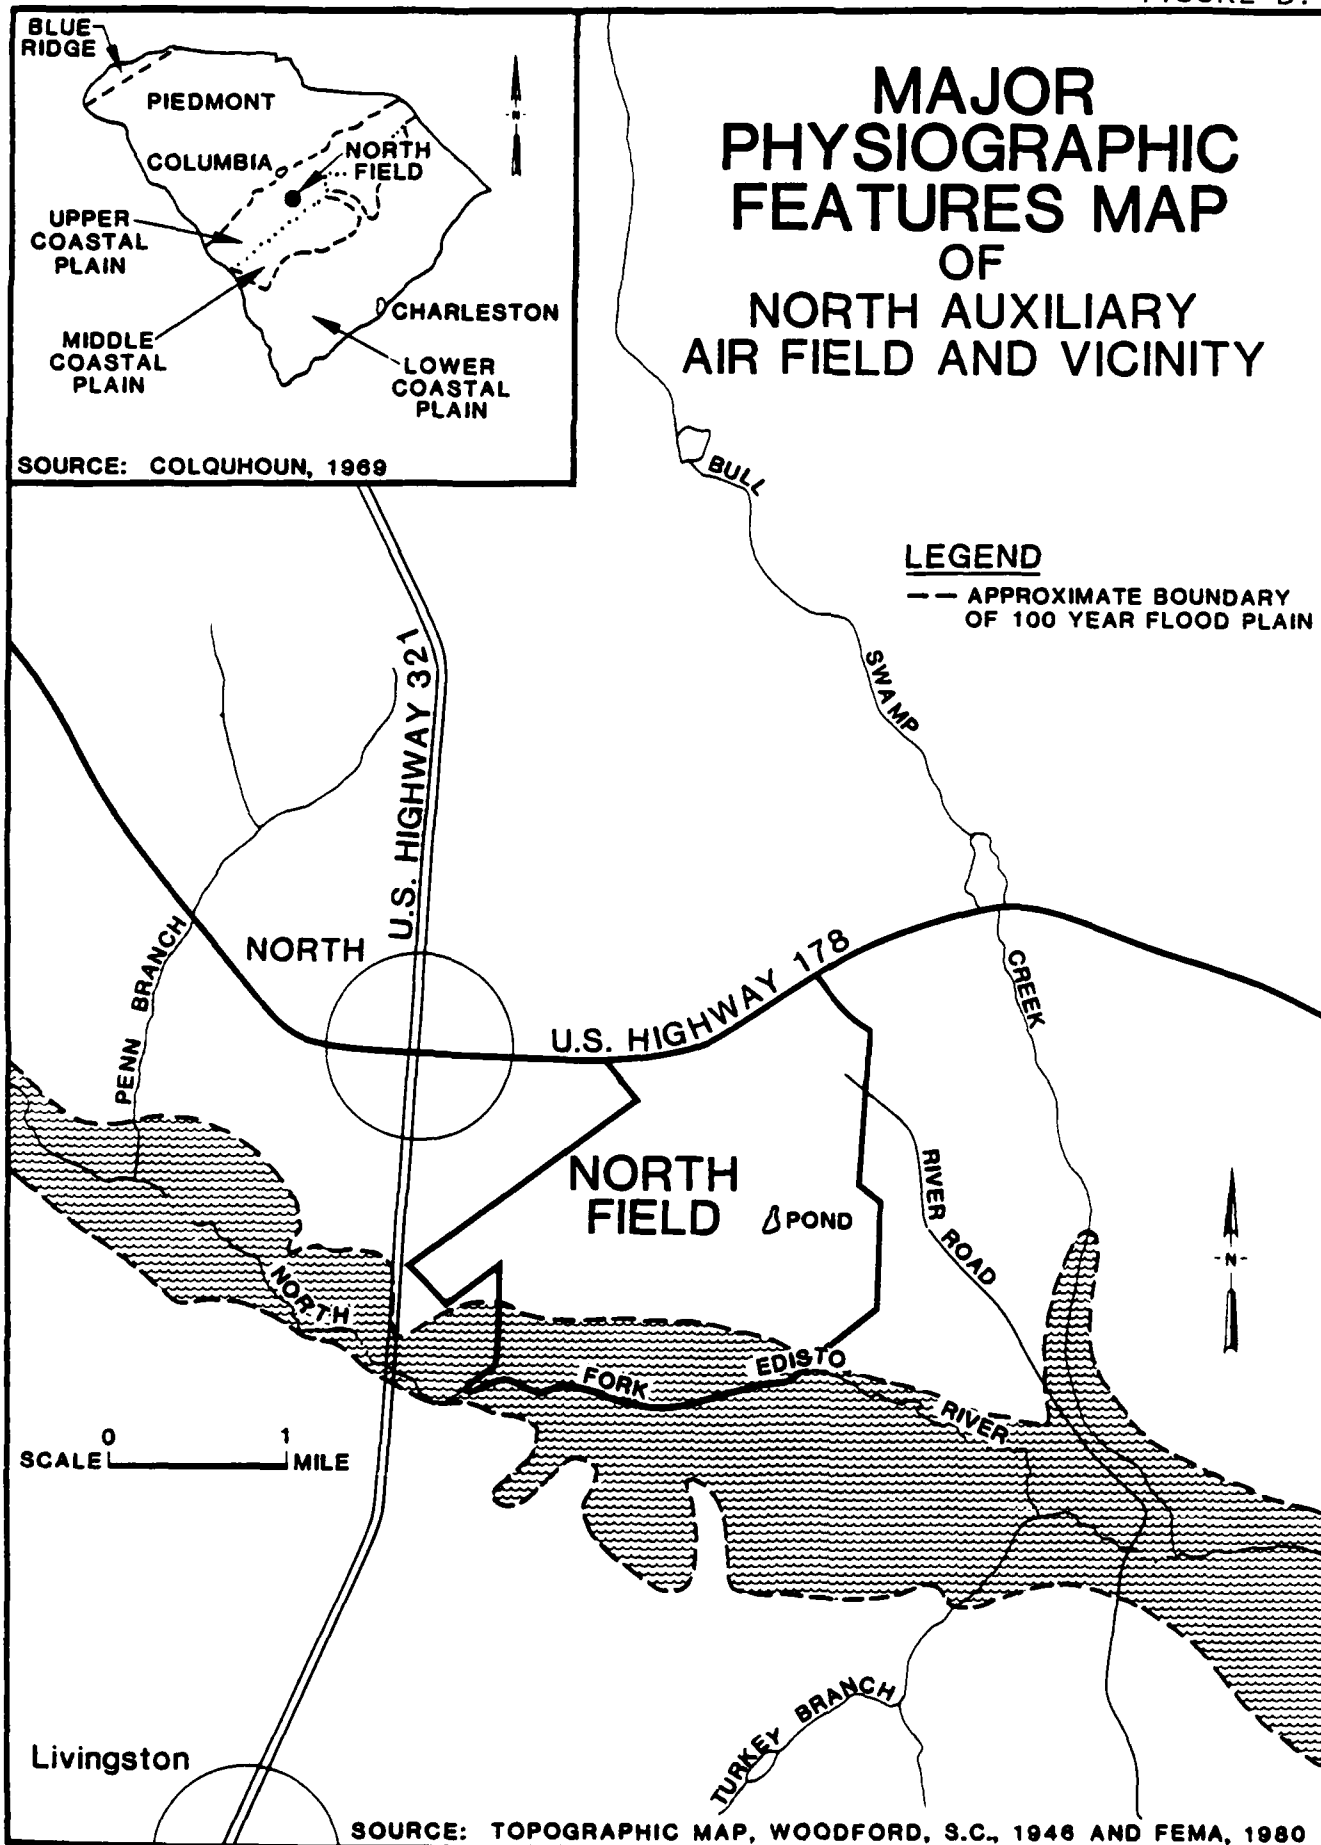 MAJOR
PHYSIOGRAPHIC
FEATURES MAP
OF
NORTH AUXILIARY
AIR FIELD AND VICINITY
BLUE
RIDGE
PIEDMONT
N
COLUMBIA
NORTH
FIELD
UPPER
COASTAL
PLAIN
MIDDLE
COASTAL
PLAIN
CHARLESTON
LOWER
COASTAL
PLAIN
SOURCE: COLQUHOUN, 1969
BULL
SWAMP
CREEK
LEGEND
APPROXIMATE BOUNDARY
OF 100 YEAR FLOOD PLAIN
U.S. HIGHWAY 321
NORTH
U.S. HIGHWAY 178
PENN BRANCH
NORTH
FIELD
POND
RIVER ROAD
N
NORTH
FORK
EDISTO
RIVER
0 1
SCALE MILE
TURKEY BRANCH
Livingston
SOURCE: TOPOGRAPHIC MAP, WOODFORD, S.C., 1946 AND FEMA, 1980